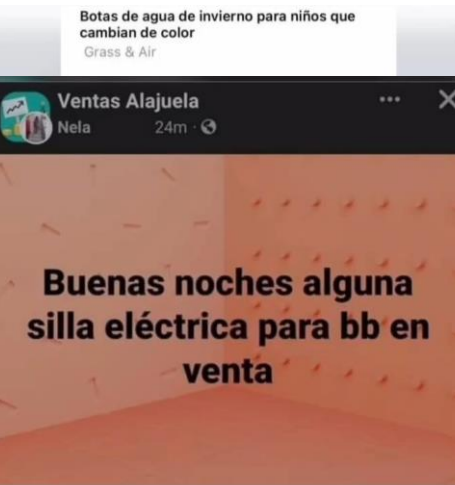 Botas de agua de invierno para niños que
cambian de color
Grass & Air
Ventas Alajuela
Nela 24m
Buenas noches alguna
silla eléctrica para bb en
venta